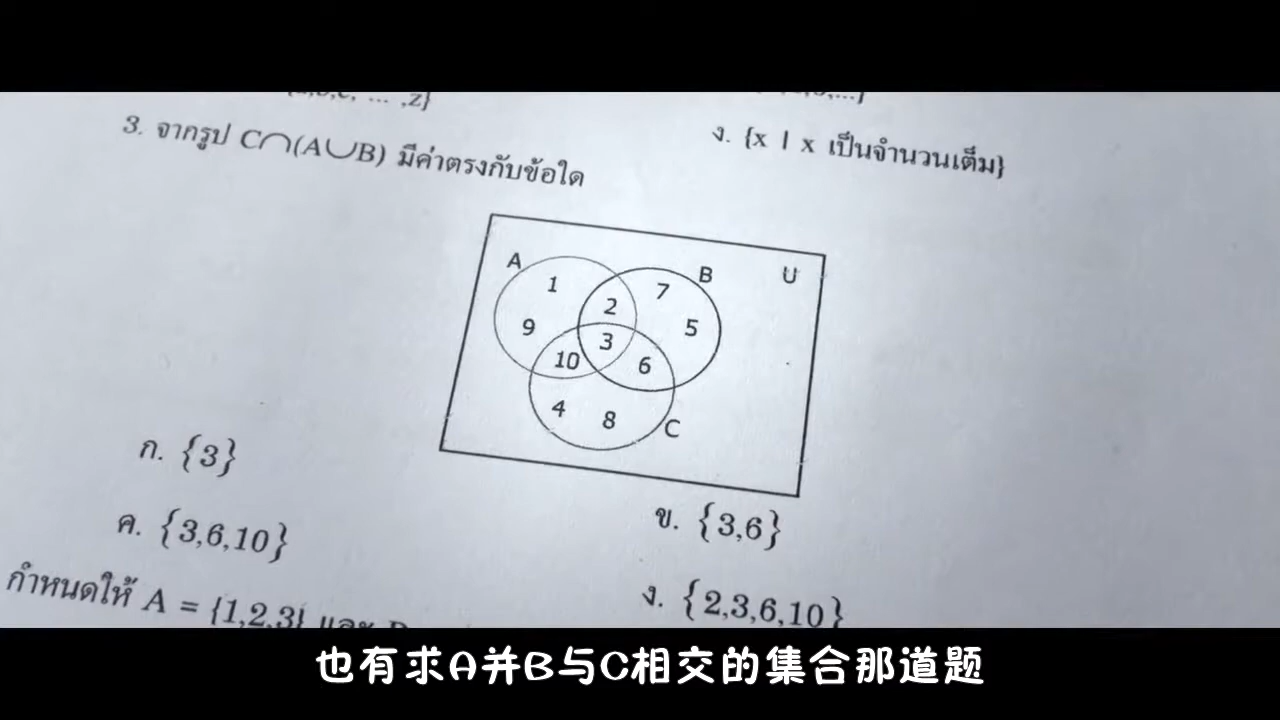 3. จากรูป C∩(A∪B) มีค่าตรงกับข้อใด
ง. {x | x เป็นจำนวนเต็ม}
A
B
U
1
7
2
9
5
3
10
6
4
8
C
ก. {3}
ข. {3,6}
ค. {3,6,10}
ง. {2,3,6,10}
กำหนดให้ A = {1,2,3} และ
也有求A并B与C相交的集合那道题